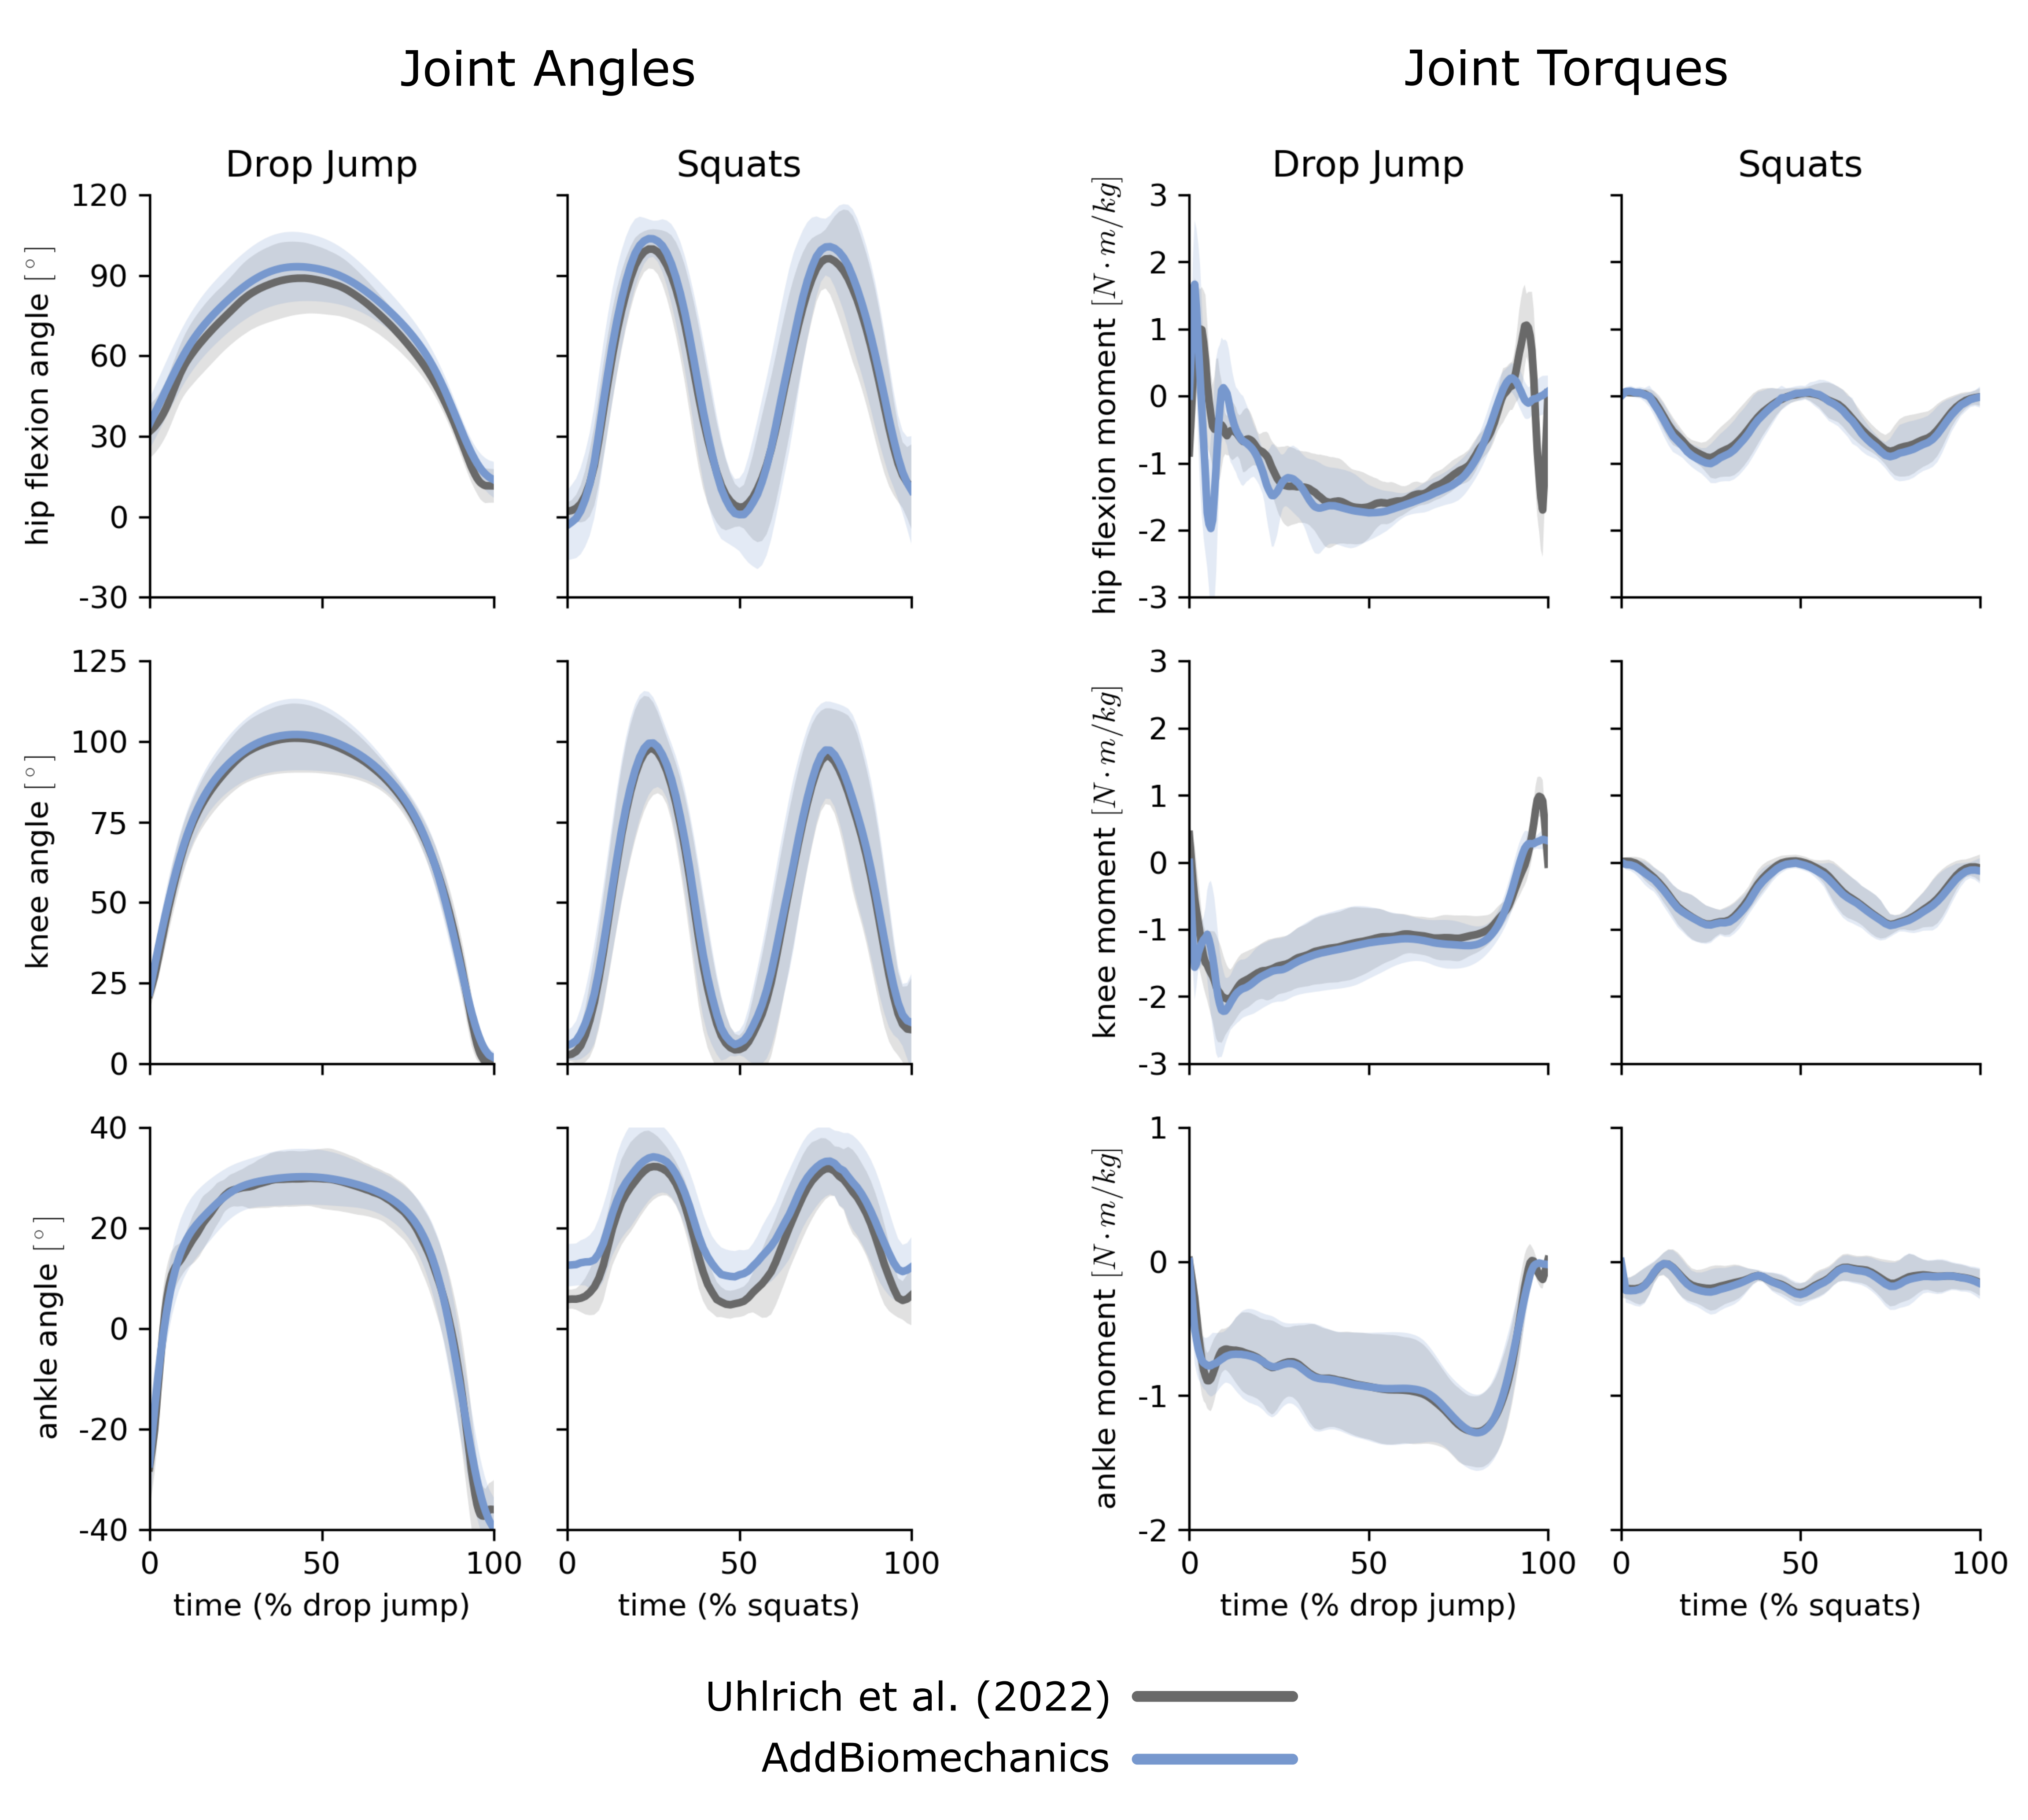 Joint Angles
Joint Torques
Drop Jump
Squats
Drop Jump
Squats
hip flexion angle [°]
120
90
60
30
0
-30
hip flexion moment [N·m/kg]
3
2
1
0
-1
-2
-3
knee angle [°]
125
100
75
50
25
0
knee moment [N·m/kg]
3
2
1
0
-1
-2
-3
ankle angle [°]
40
20
0
-20
-40
ankle moment [N·m/kg]
1
0
-1
-2
0 50 100
0 50 100
0 50 100
0 50 100
time (% drop jump)
time (% squats)
time (% drop jump)
time (% squats)
Uhlrich et al. (2022)
AddBiomechanics